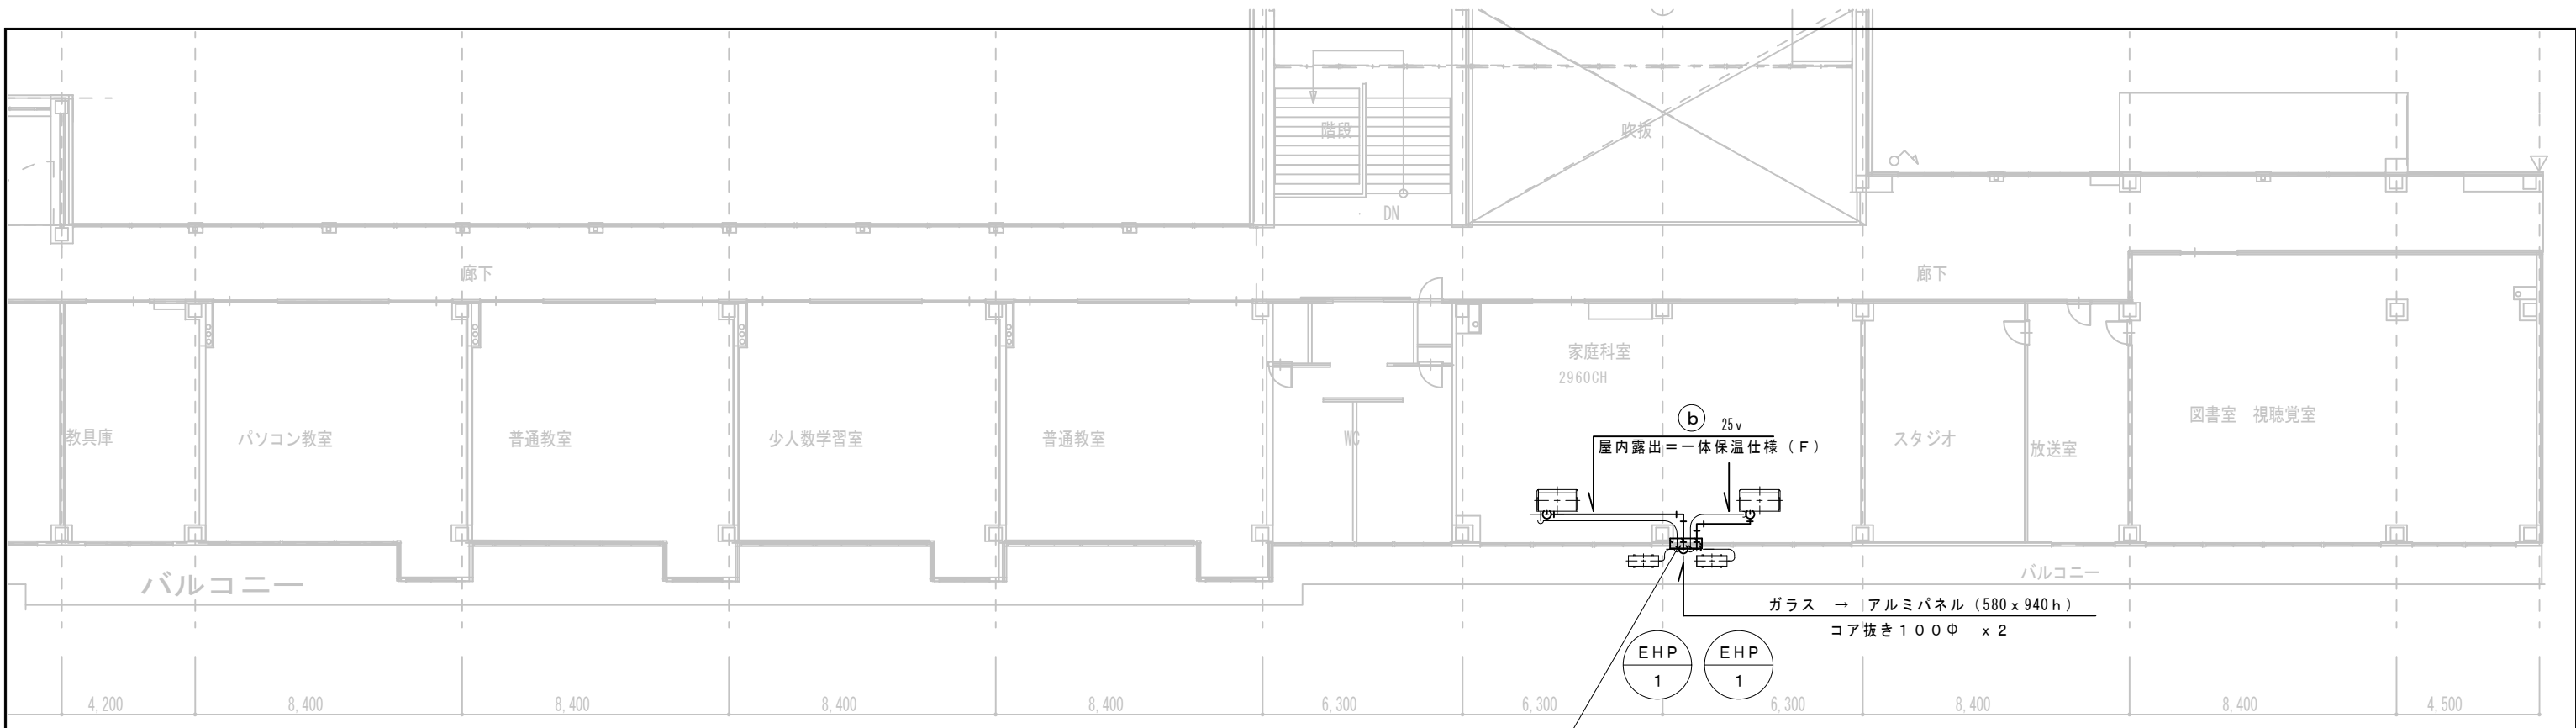 階段
吹抜
DN
廊下
廊下
家庭科室
2960CH
教具庫
パソコン教室
普通教室
少人数学習室
普通教室
WC
スタジオ
放送室
図書室 視聴覚室
b 25v
屋内露出=一体保温仕様(F)
バルコニー
バルコニー
ガラス → アルミパネル(580x940h)
コア抜き100Φ x2
EHP
1
EHP
1
4,200 8,400 8,400 8,400 8,400 6,300 6,300 6,300 8,400 8,400 4,500